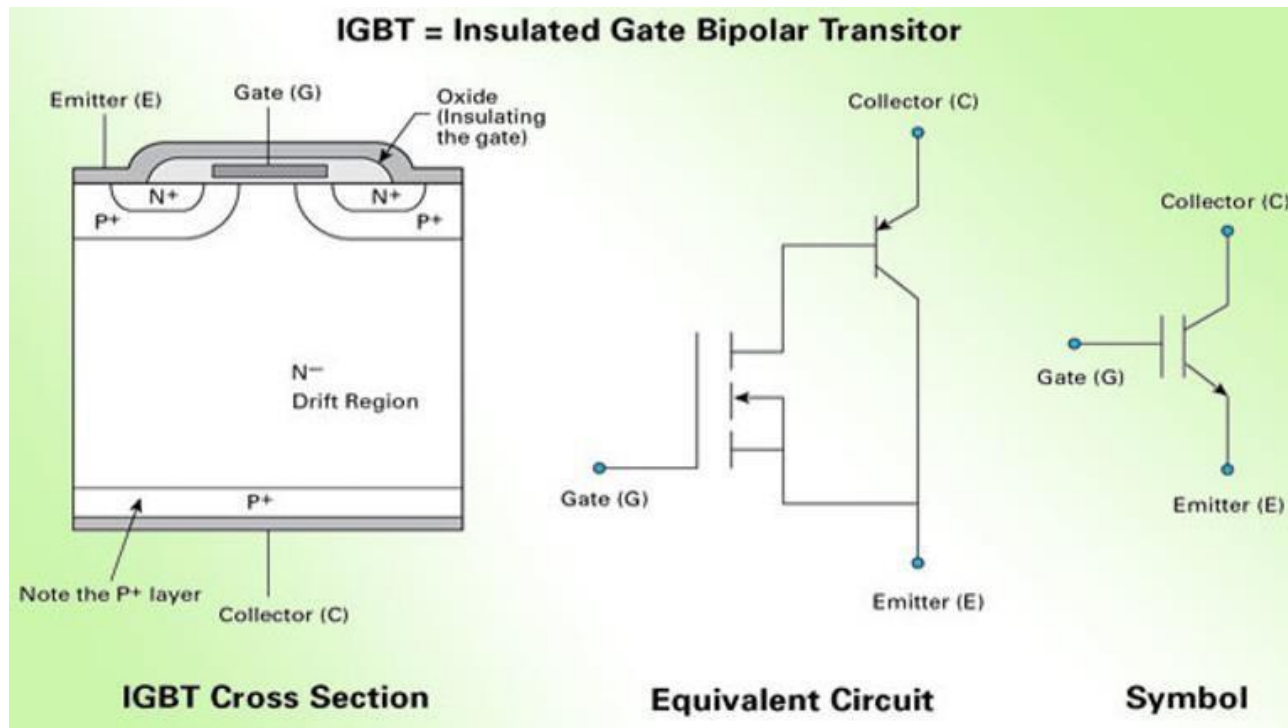 IGBT = Insulated Gate Bipolar Transitor
Emitter (E)
Gate (G)
Oxide
(Insulating
the gate)
N+
N+
P+
P+
N−
Drift Region
P+
Note the P+ layer
Collector (C)
IGBT Cross Section
Collector (C)
Gate (G)
Emitter (E)
Equivalent Circuit
Collector (C)
Gate (G)
Emitter (E)
Symbol